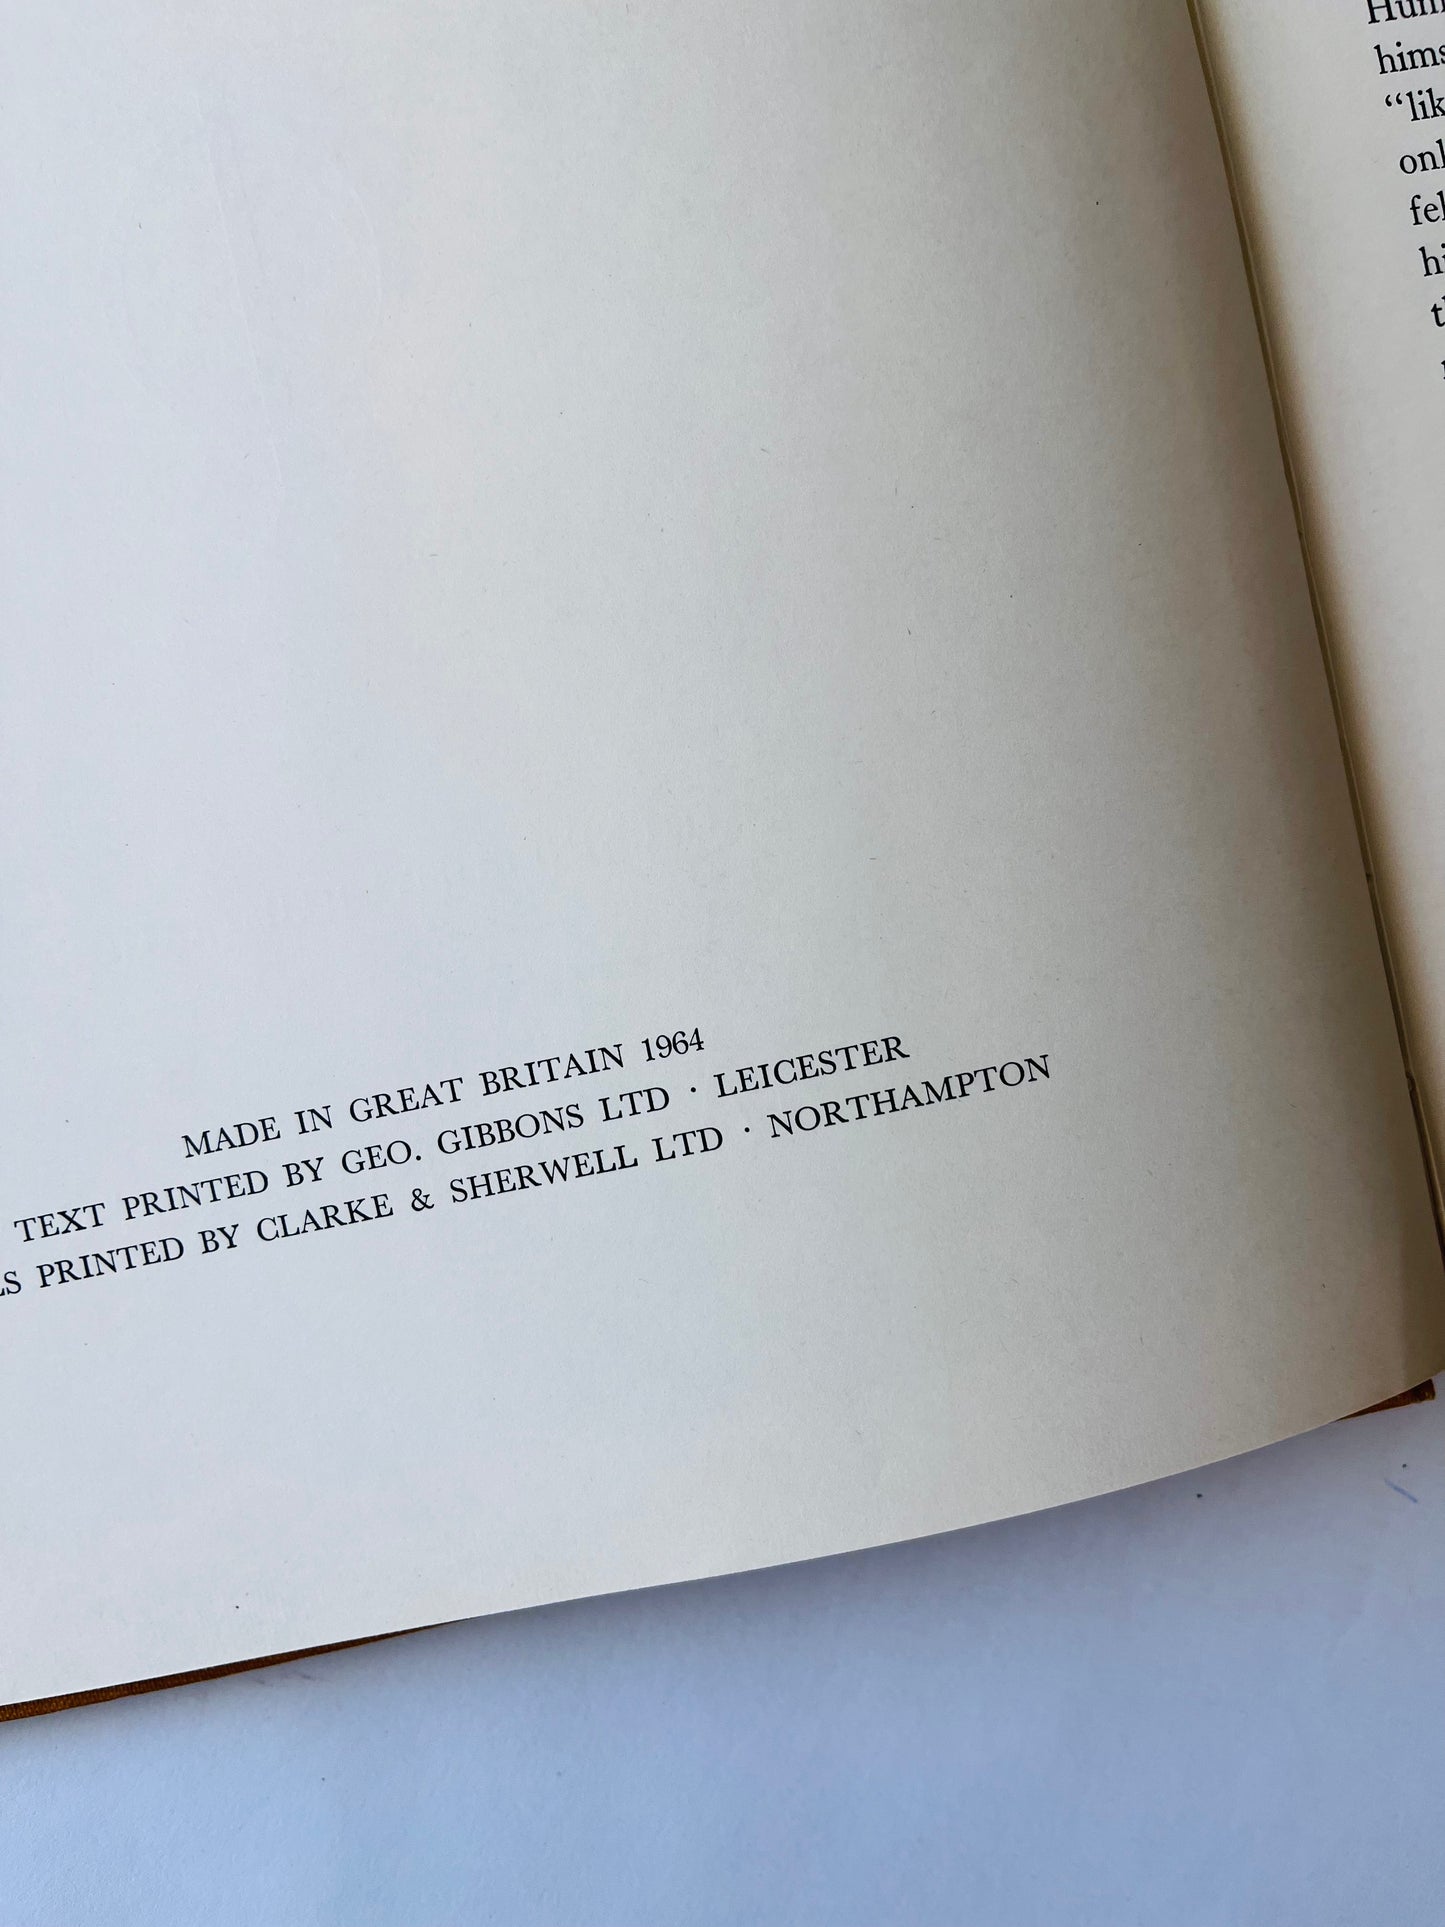 MADE IN GREAT BRITAIN 1964
TEXT PRINTED BY GEO. GIBBONS LTD · LEICESTER
PRINTED BY CLARKE & SHERWELL LTD · NORTHAMPTON